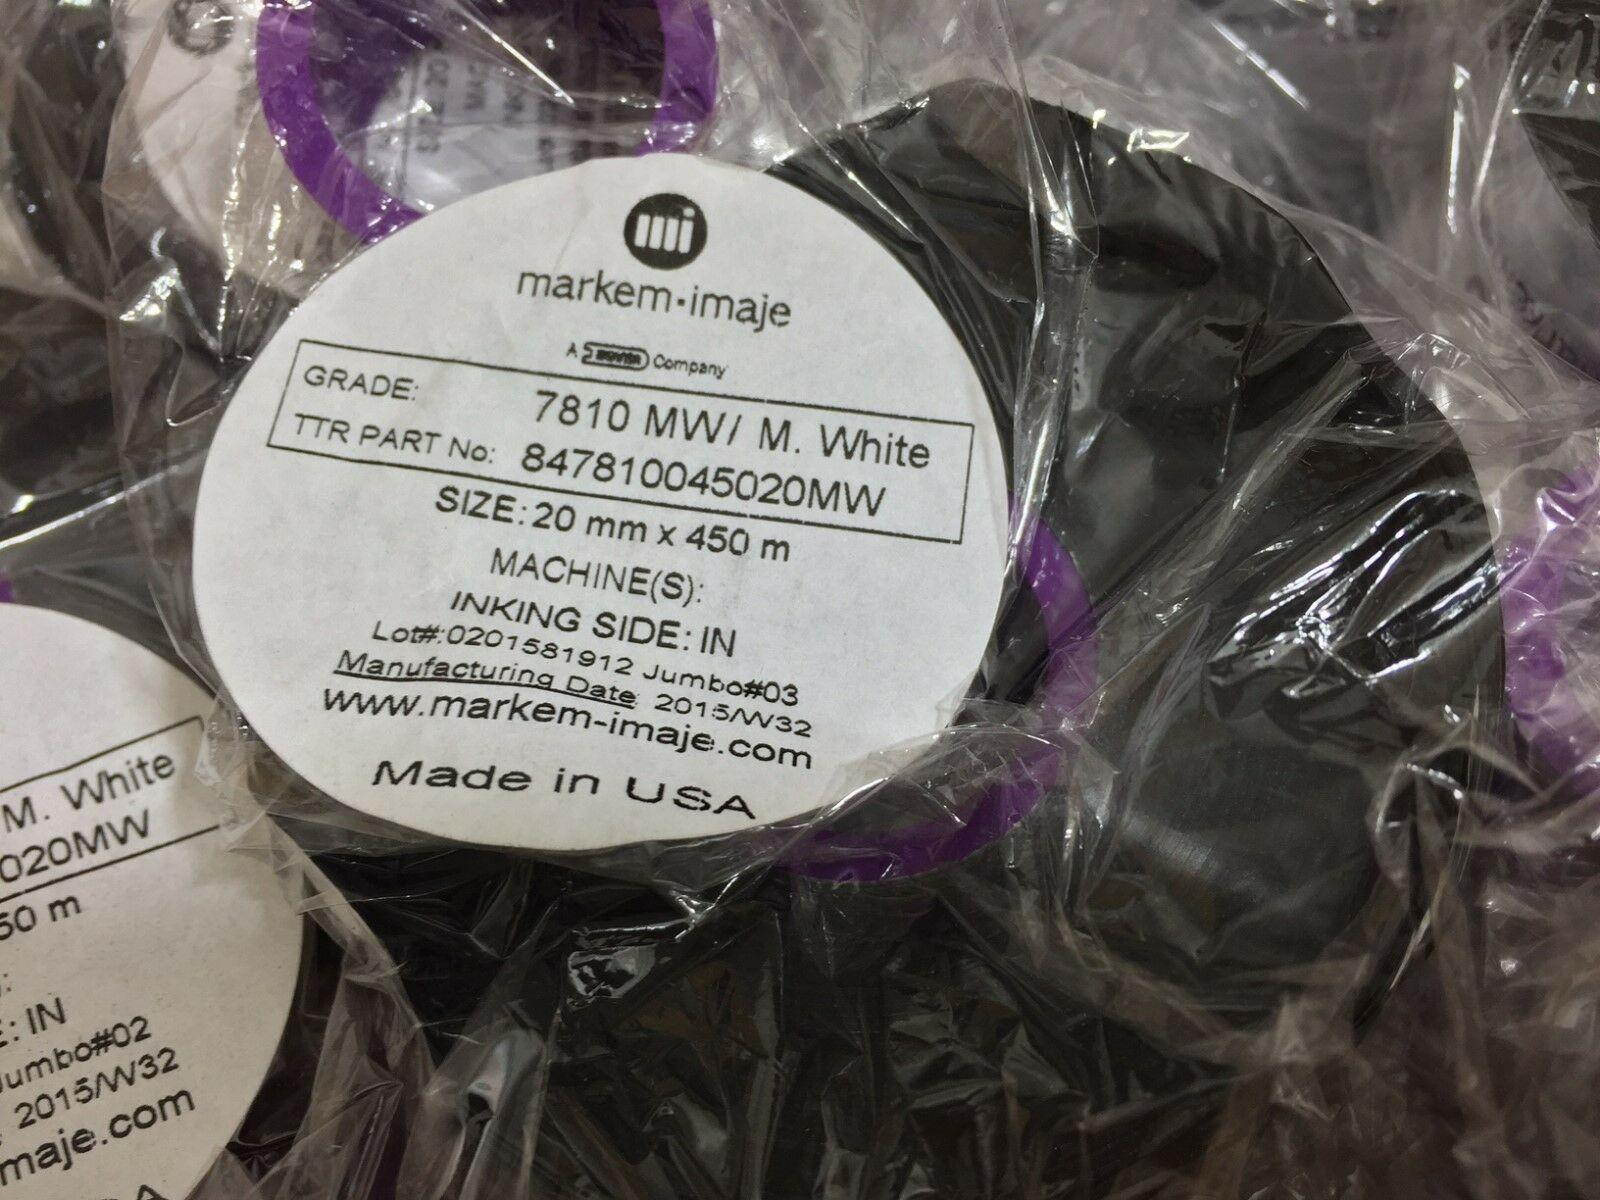 markem·imaje
A DOVER Company
GRADE: 7810 MW/ M. White
TTR PART No: 847810045020MW
SIZE: 20 mm x 450 m
MACHINE(S):
INKING SIDE: IN
Lot#:0201581912 Jumbo#03
Manufacturing Date 2015/W32
www.markem-imaje.com
Made in USA
M. White
020MW
50 m
: IN
Jumbo#02
2015/W32
maje.com